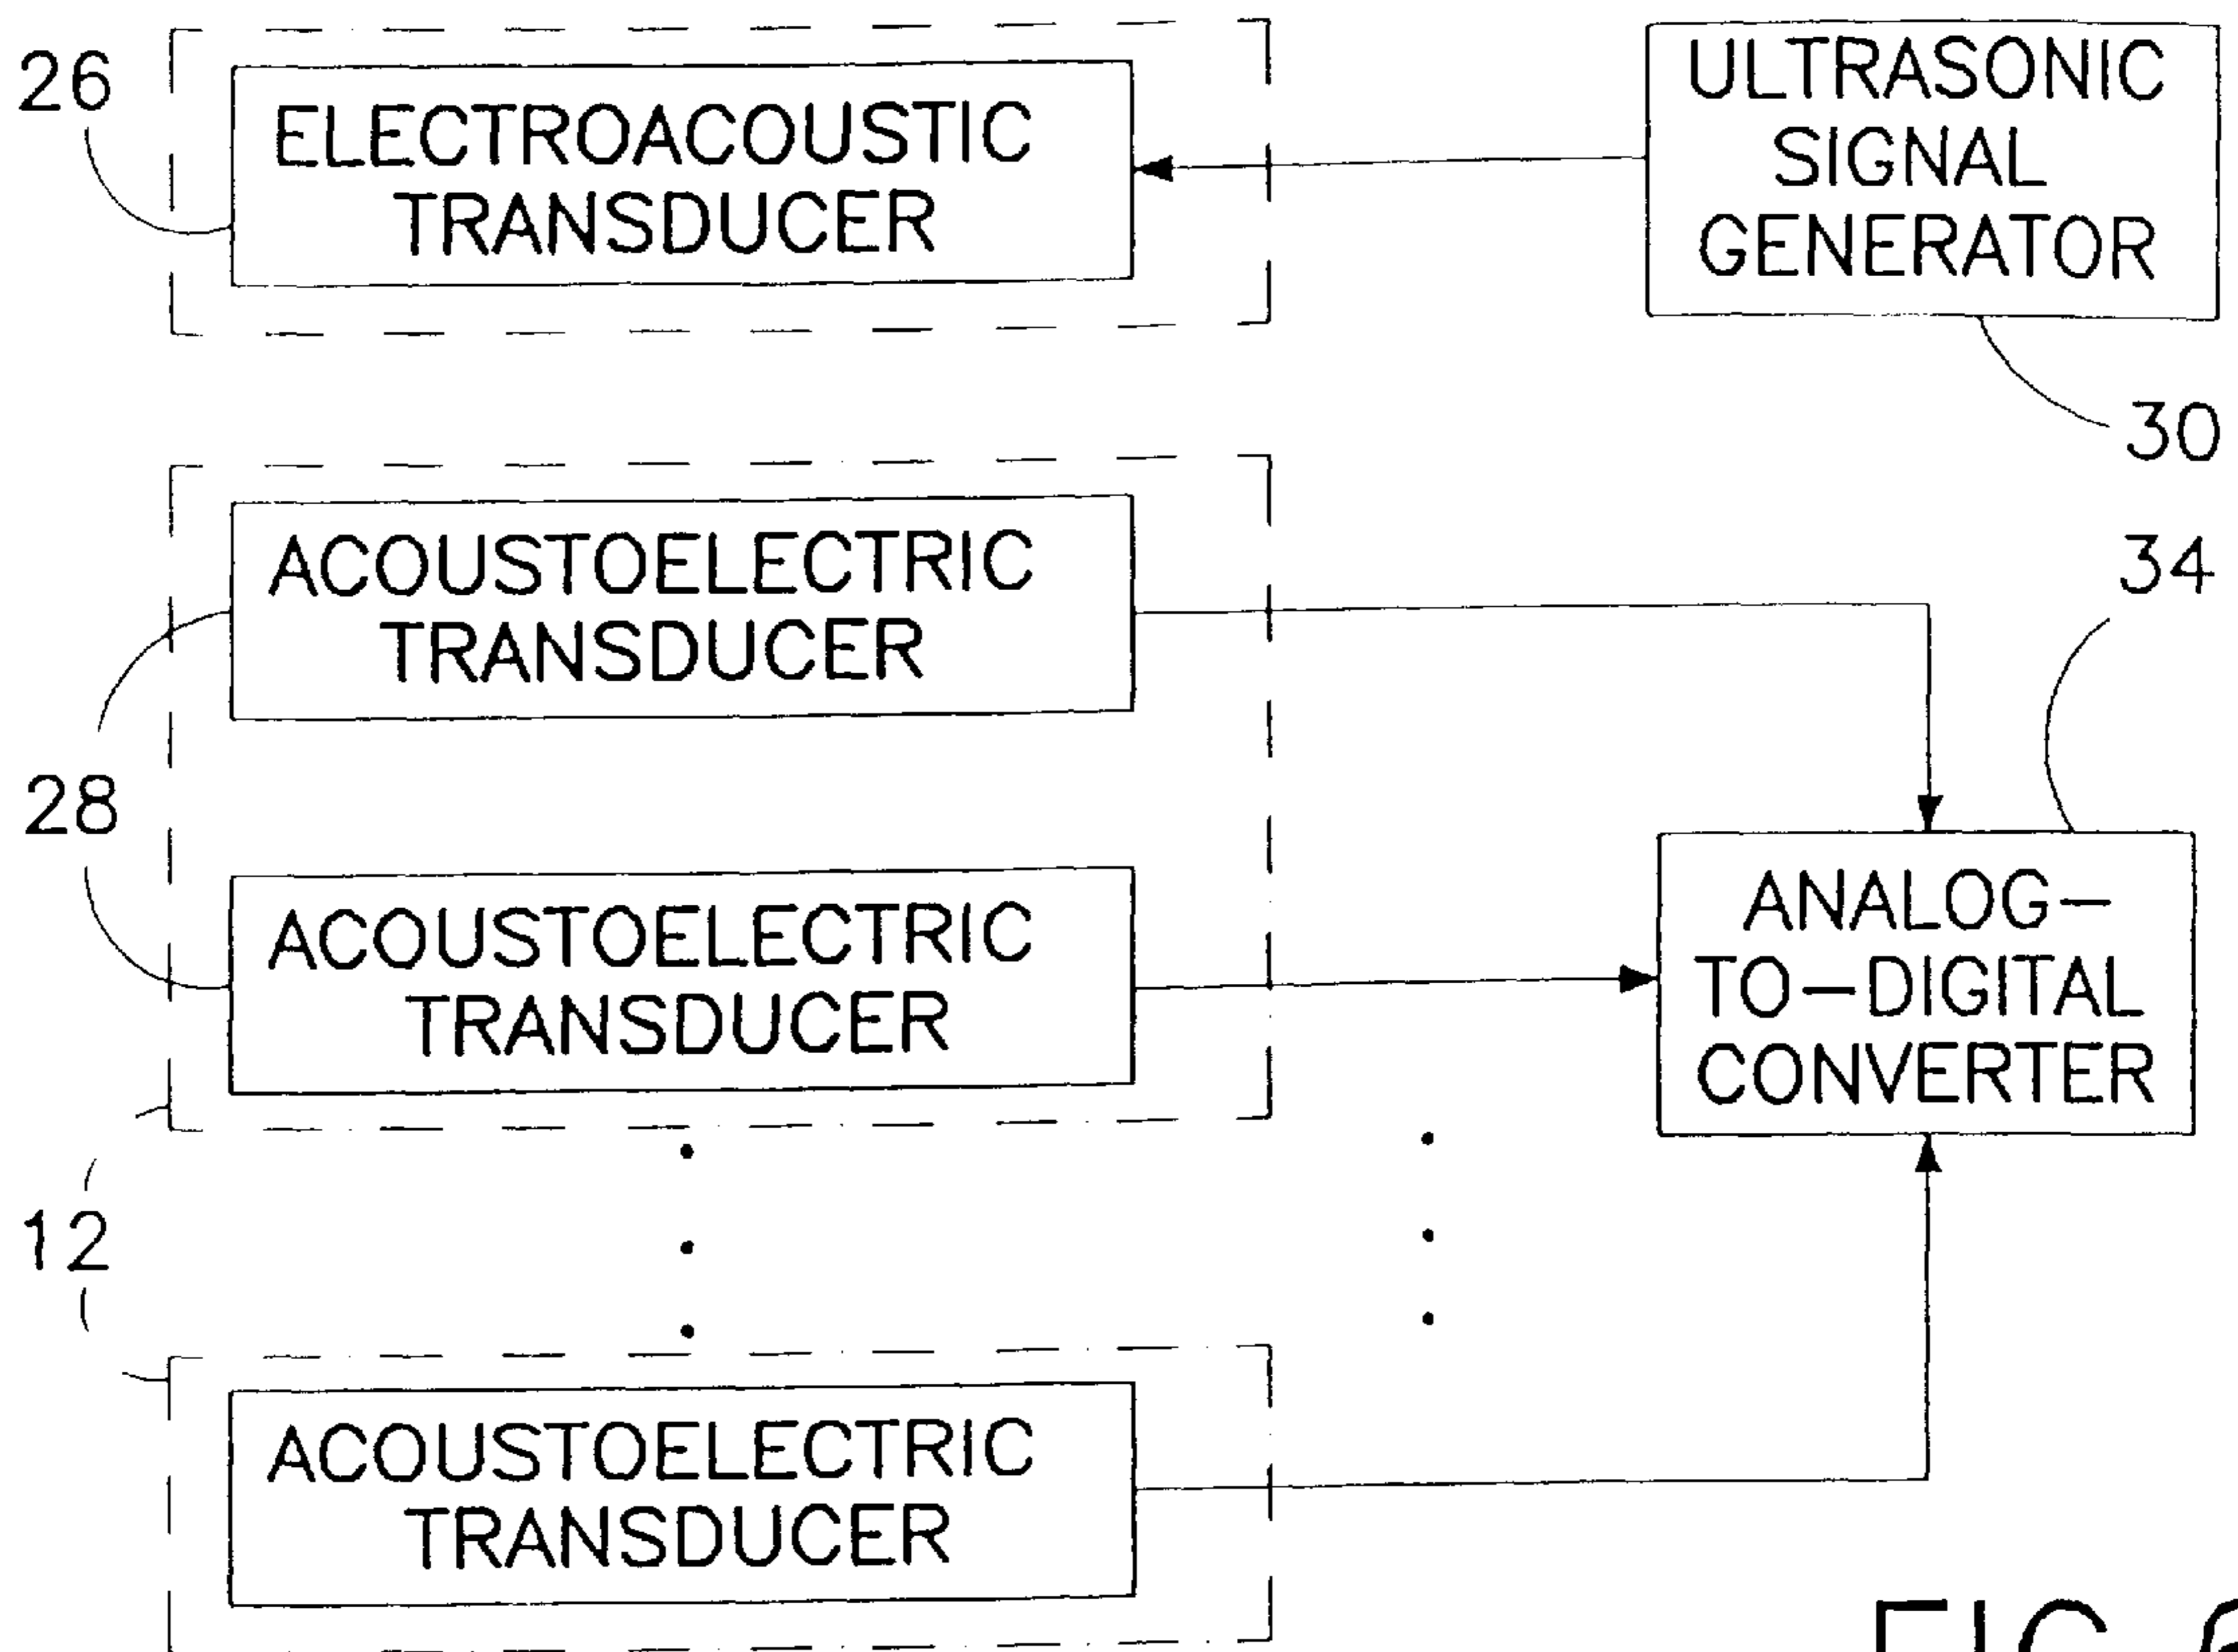 26
ELECTROACOUSTIC
TRANSDUCER
ULTRASONIC
SIGNAL
GENERATOR
30
ACOUSTOELECTRIC
TRANSDUCER
34
28
ACOUSTOELECTRIC
TRANSDUCER
ANALOG-
TO-DIGITAL
CONVERTER
12
ACOUSTOELECTRIC
TRANSDUCER